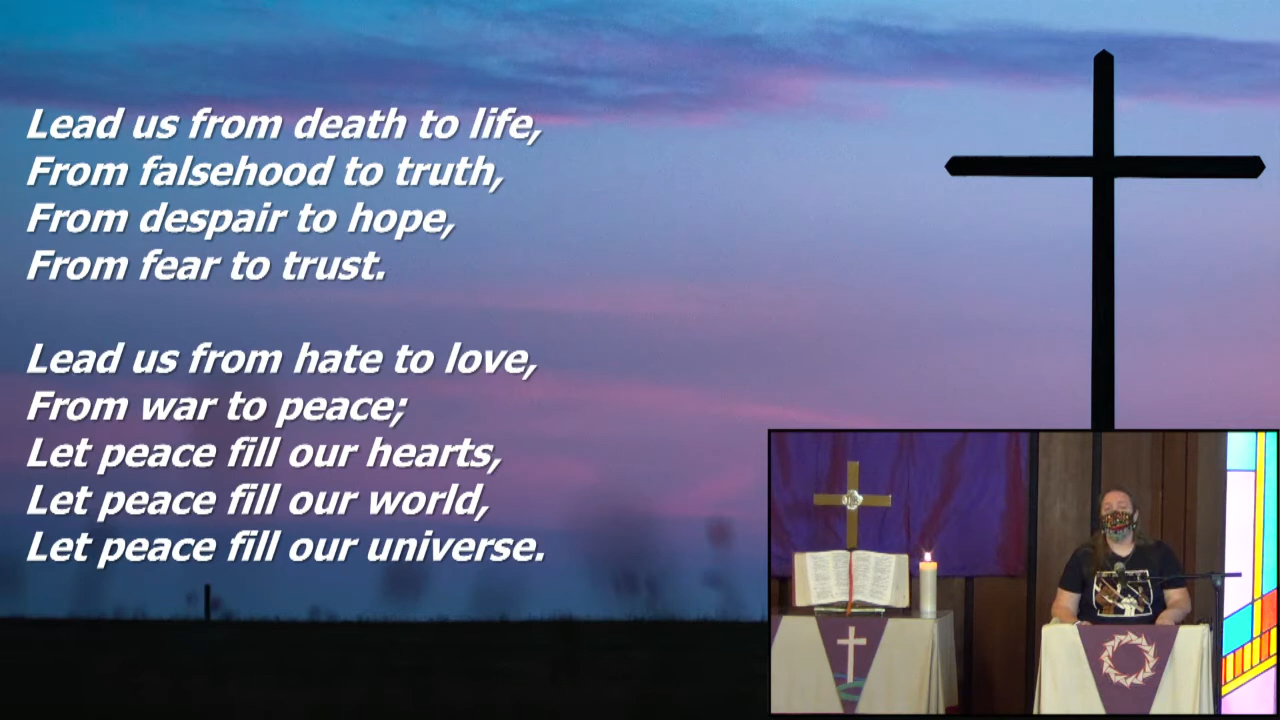 Lead us from death to life,
From falsehood to truth,
From despair to hope,
From fear to trust.
Lead us from hate to love,
From war to peace;
Let peace fill our hearts,
Let peace fill our world,
Let peace fill our universe.